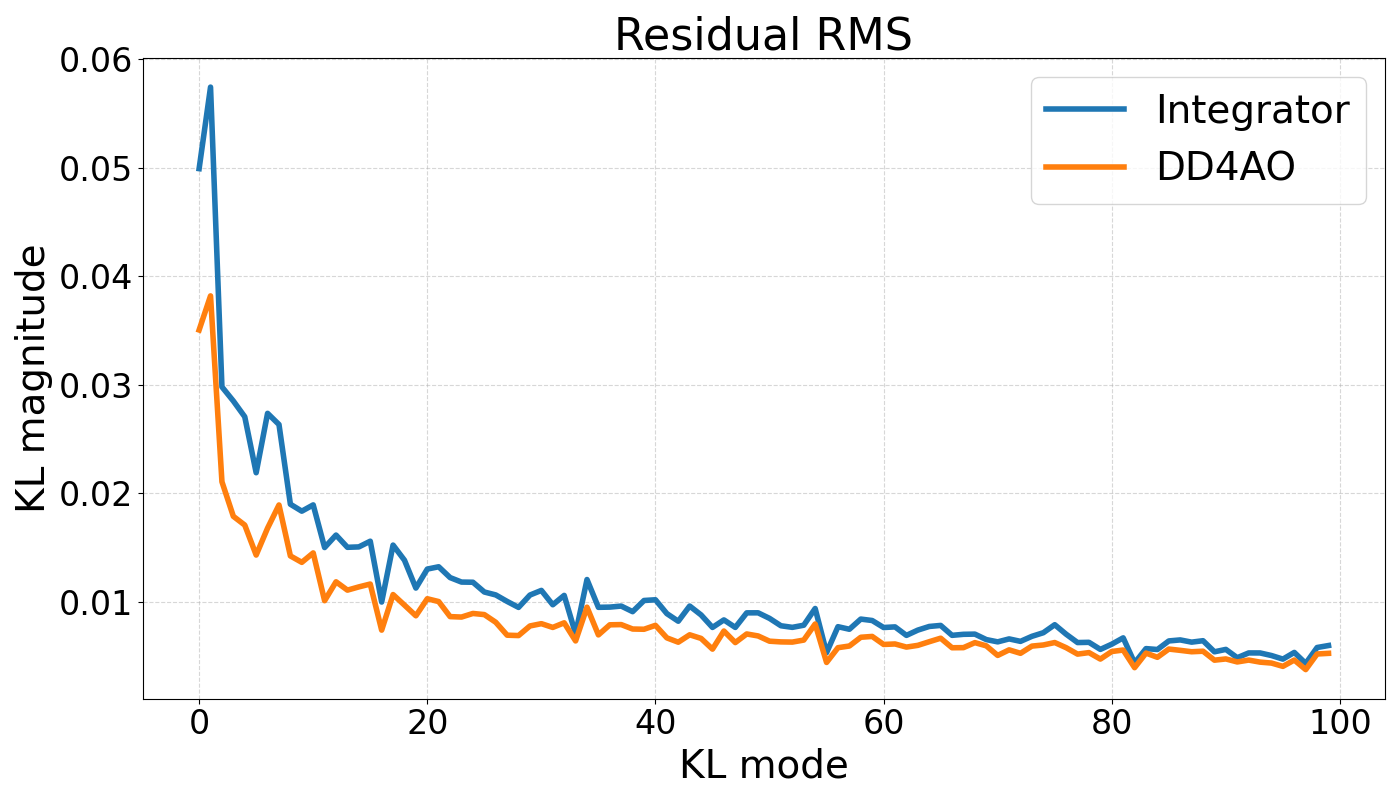 Residual RMS
0.06
0.05
0.04
0.03
0.02
0.01
KL magnitude
Integrator
DD4AO
0 20 40 60 80 100
KL mode